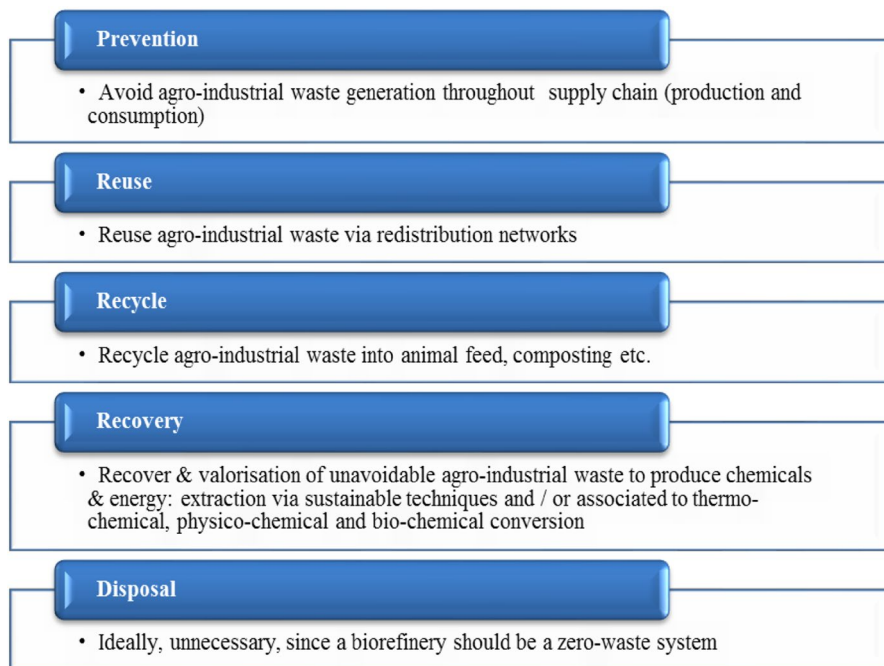 Prevention
• Avoid agro-industrial waste generation throughout supply chain (production and
consumption)
Reuse
• Reuse agro-industrial waste via redistribution networks
Recycle
• Recycle agro-industrial waste into animal feed, composting etc.
Recovery
• Recover & valorisation of unavoidable agro-industrial waste to produce chemicals
& energy: extraction via sustainable techniques and / or associated to thermo-
chemical, physico-chemical and bio-chemical conversion
Disposal
• Ideally, unnecessary, since a biorefinery should be a zero-waste system